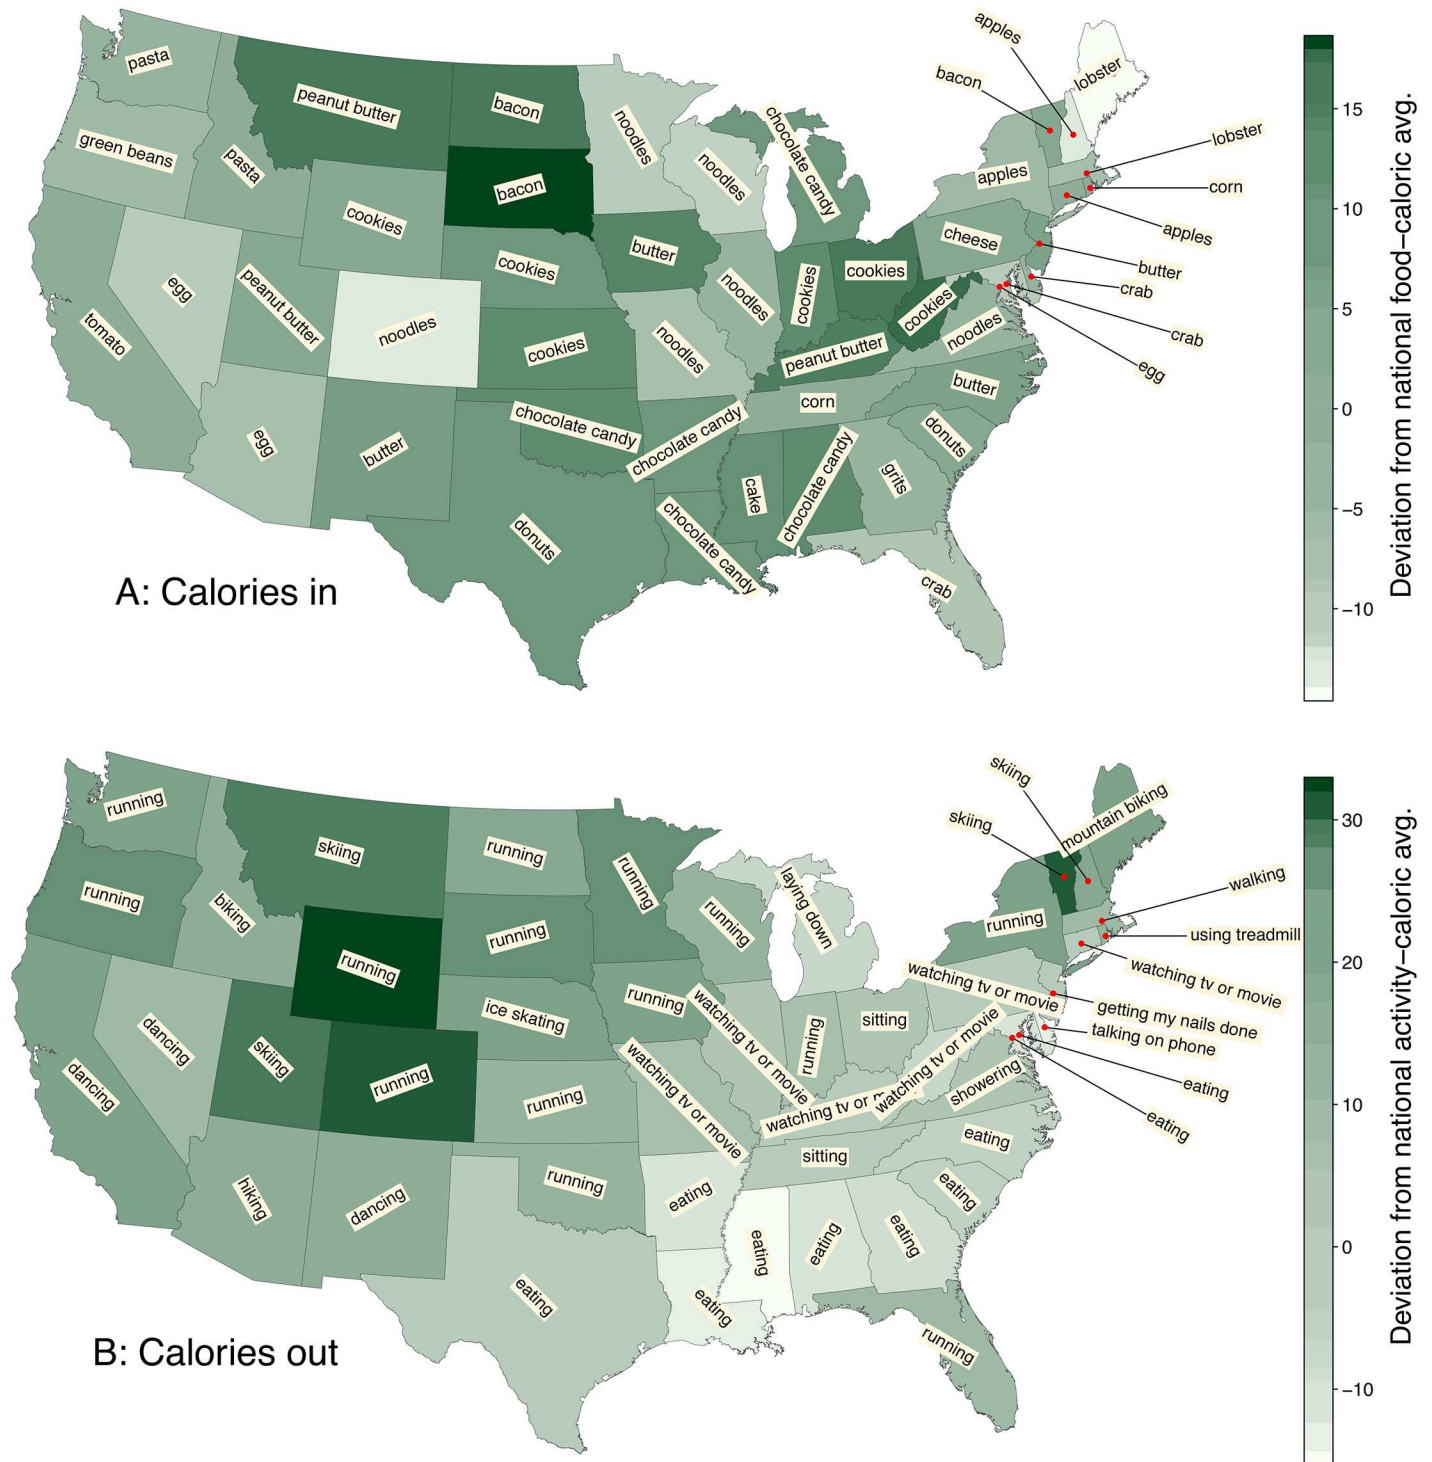 apples
pasta
bacon
lobster
peanut butter
bacon
noodles
chocolate candy
lobster
green beans
pasta
noodles
apples
corn
bacon
cookies
apples
cheese
butter
cookies
butter
crab
egg
peanut butter
noodles
cookies
noodles
cookies
cookies
crab
tomato
noodles
cookies
noodles
peanut butter
egg
butter
corn
egg
butter
chocolate candy
chocolate candy
donuts
grits
cake
chocolate candy
donuts
chocolate candy
crab
A: Calories in
15
10
5
0
−5
−10
Deviation from national food−caloric avg.
skiing
running
skiing
mountain biking
skiing
running
running
laying down
walking
running
biking
running
running
running
using treadmill
running
watching tv or movie
watching tv or movie
running
ice skating
watching tv or movie
sitting
getting my nails done
dancing
skiing
running
running
watching tv or movie
talking on phone
dancing
running
watching tv or movie
watching tv or m
showering
eating
eating
sitting
eating
hiking
dancing
running
eating
eating
eating
eating
eating
eating
eating
running
B: Calories out
30
20
10
0
−10
Deviation from national activity−caloric avg.